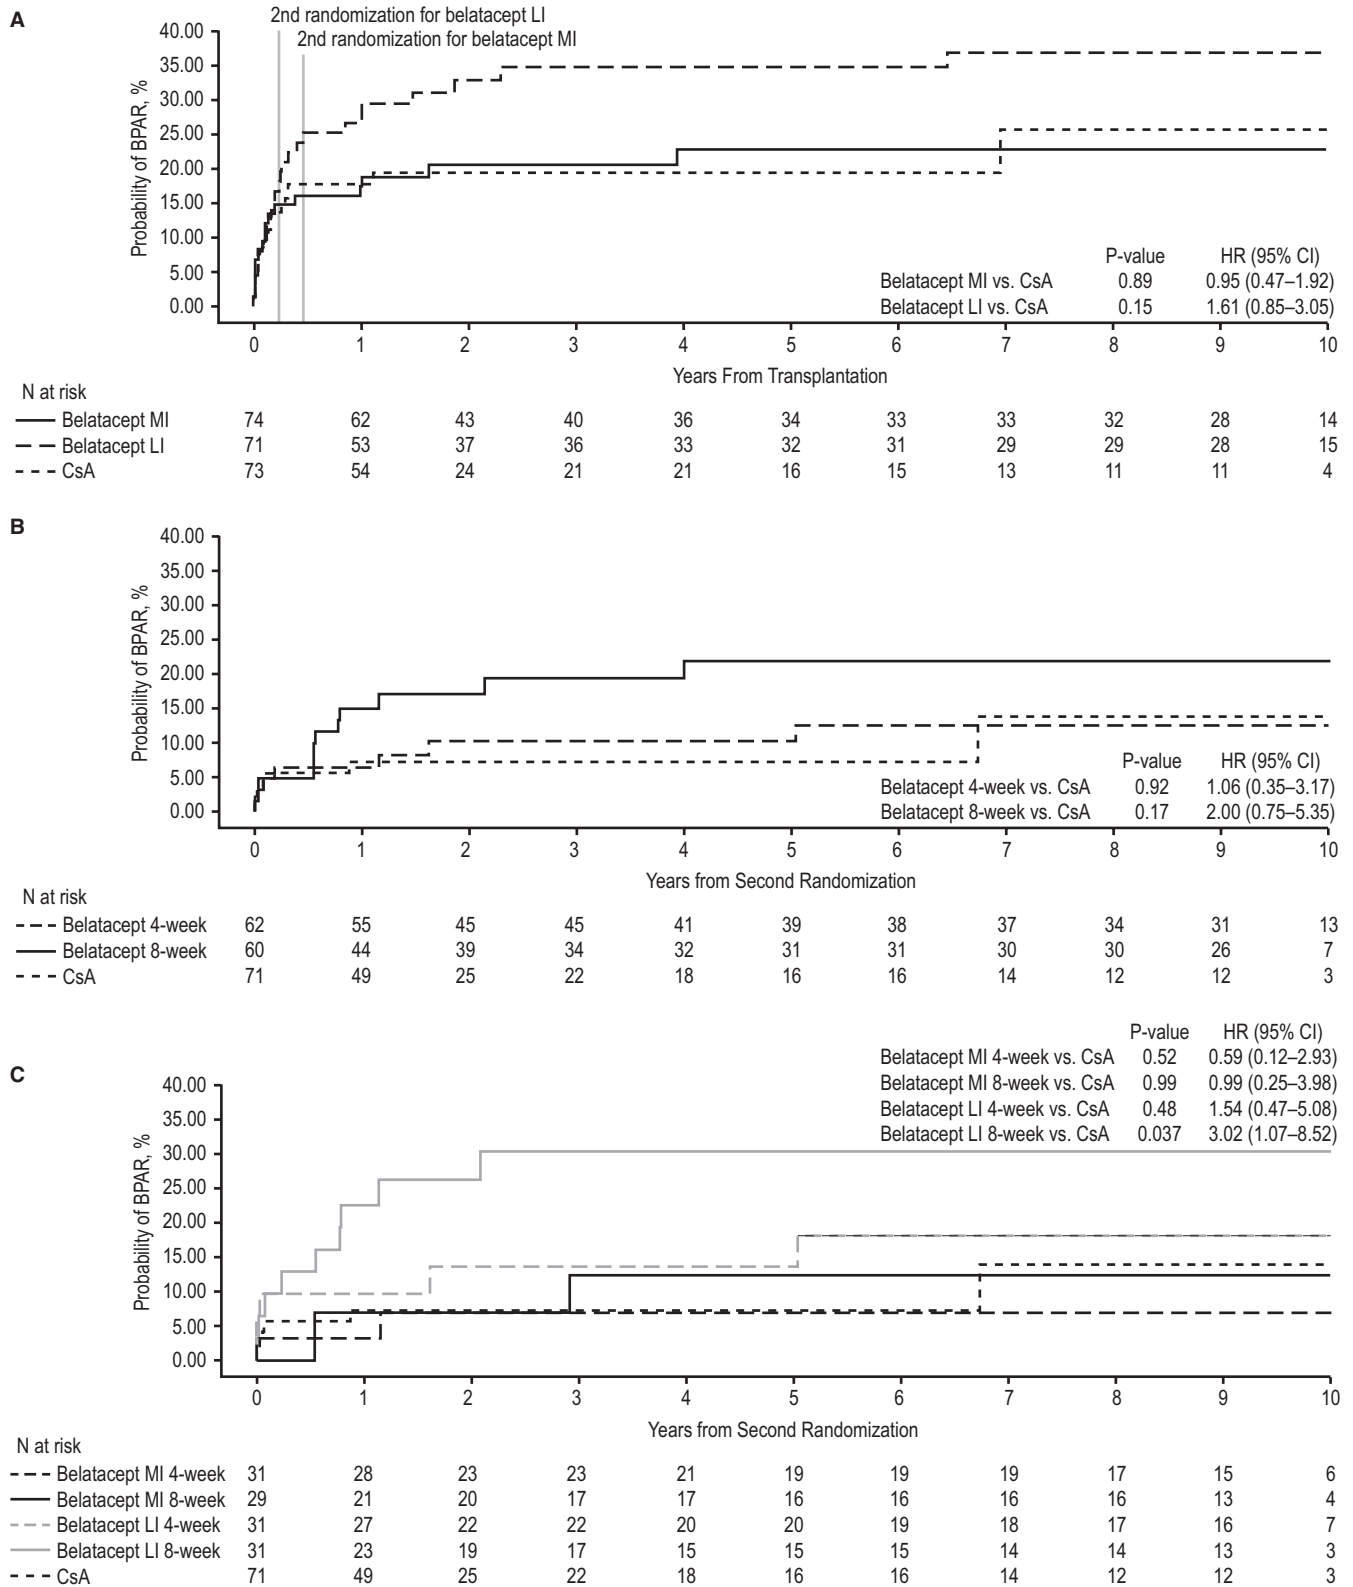 A
2nd randomization for belatacept LI
2nd randomization for belatacept MI
Probability of BPAR, %
40.00
35.00
30.00
25.00
20.00
15.00
10.00
5.00
0.00
P-value HR (95% CI)
Belatacept MI vs. CsA 0.89 0.95 (0.47–1.92)
Belatacept LI vs. CsA 0.15 1.61 (0.85–3.05)
0 1 2 3 4 5 6 7 8 9 10
Years From Transplantation
N at risk
Belatacept MI 74 62 43 40 36 34 33 33 32 28 14
Belatacept LI 71 53 37 36 33 32 31 29 29 28 15
CsA 73 54 24 21 21 16 15 13 11 11 4
B
Probability of BPAR, %
40.00
35.00
30.00
25.00
20.00
15.00
10.00
5.00
0.00
P-value HR (95% CI)
Belatacept 4-week vs. CsA 0.92 1.06 (0.35–3.17)
Belatacept 8-week vs. CsA 0.17 2.00 (0.75–5.35)
0 1 2 3 4 5 6 7 8 9 10
Years from Second Randomization
N at risk
Belatacept 4-week 62 55 45 45 41 39 38 37 34 31 13
Belatacept 8-week 60 44 39 34 32 31 31 30 30 26 7
CsA 71 49 25 22 18 16 16 14 12 12 3
C
P-value HR (95% CI)
Belatacept MI 4-week vs. CsA 0.52 0.59 (0.12–2.93)
Belatacept MI 8-week vs. CsA 0.99 0.99 (0.25–3.98)
Belatacept LI 4-week vs. CsA 0.48 1.54 (0.47–5.08)
Belatacept LI 8-week vs. CsA 0.037 3.02 (1.07–8.52)
Probability of BPAR, %
40.00
35.00
30.00
25.00
20.00
15.00
10.00
5.00
0.00
0 1 2 3 4 5 6 7 8 9 10
Years from Second Randomization
N at risk
Belatacept MI 4-week 31 28 23 23 21 19 19 19 17 15 6
Belatacept MI 8-week 29 21 20 17 17 16 16 16 16 13 4
Belatacept LI 4-week 31 27 22 22 20 20 19 18 17 16 7
Belatacept LI 8-week 31 23 19 17 15 15 15 14 14 13 3
CsA 71 49 25 22 18 16 16 14 12 12 3